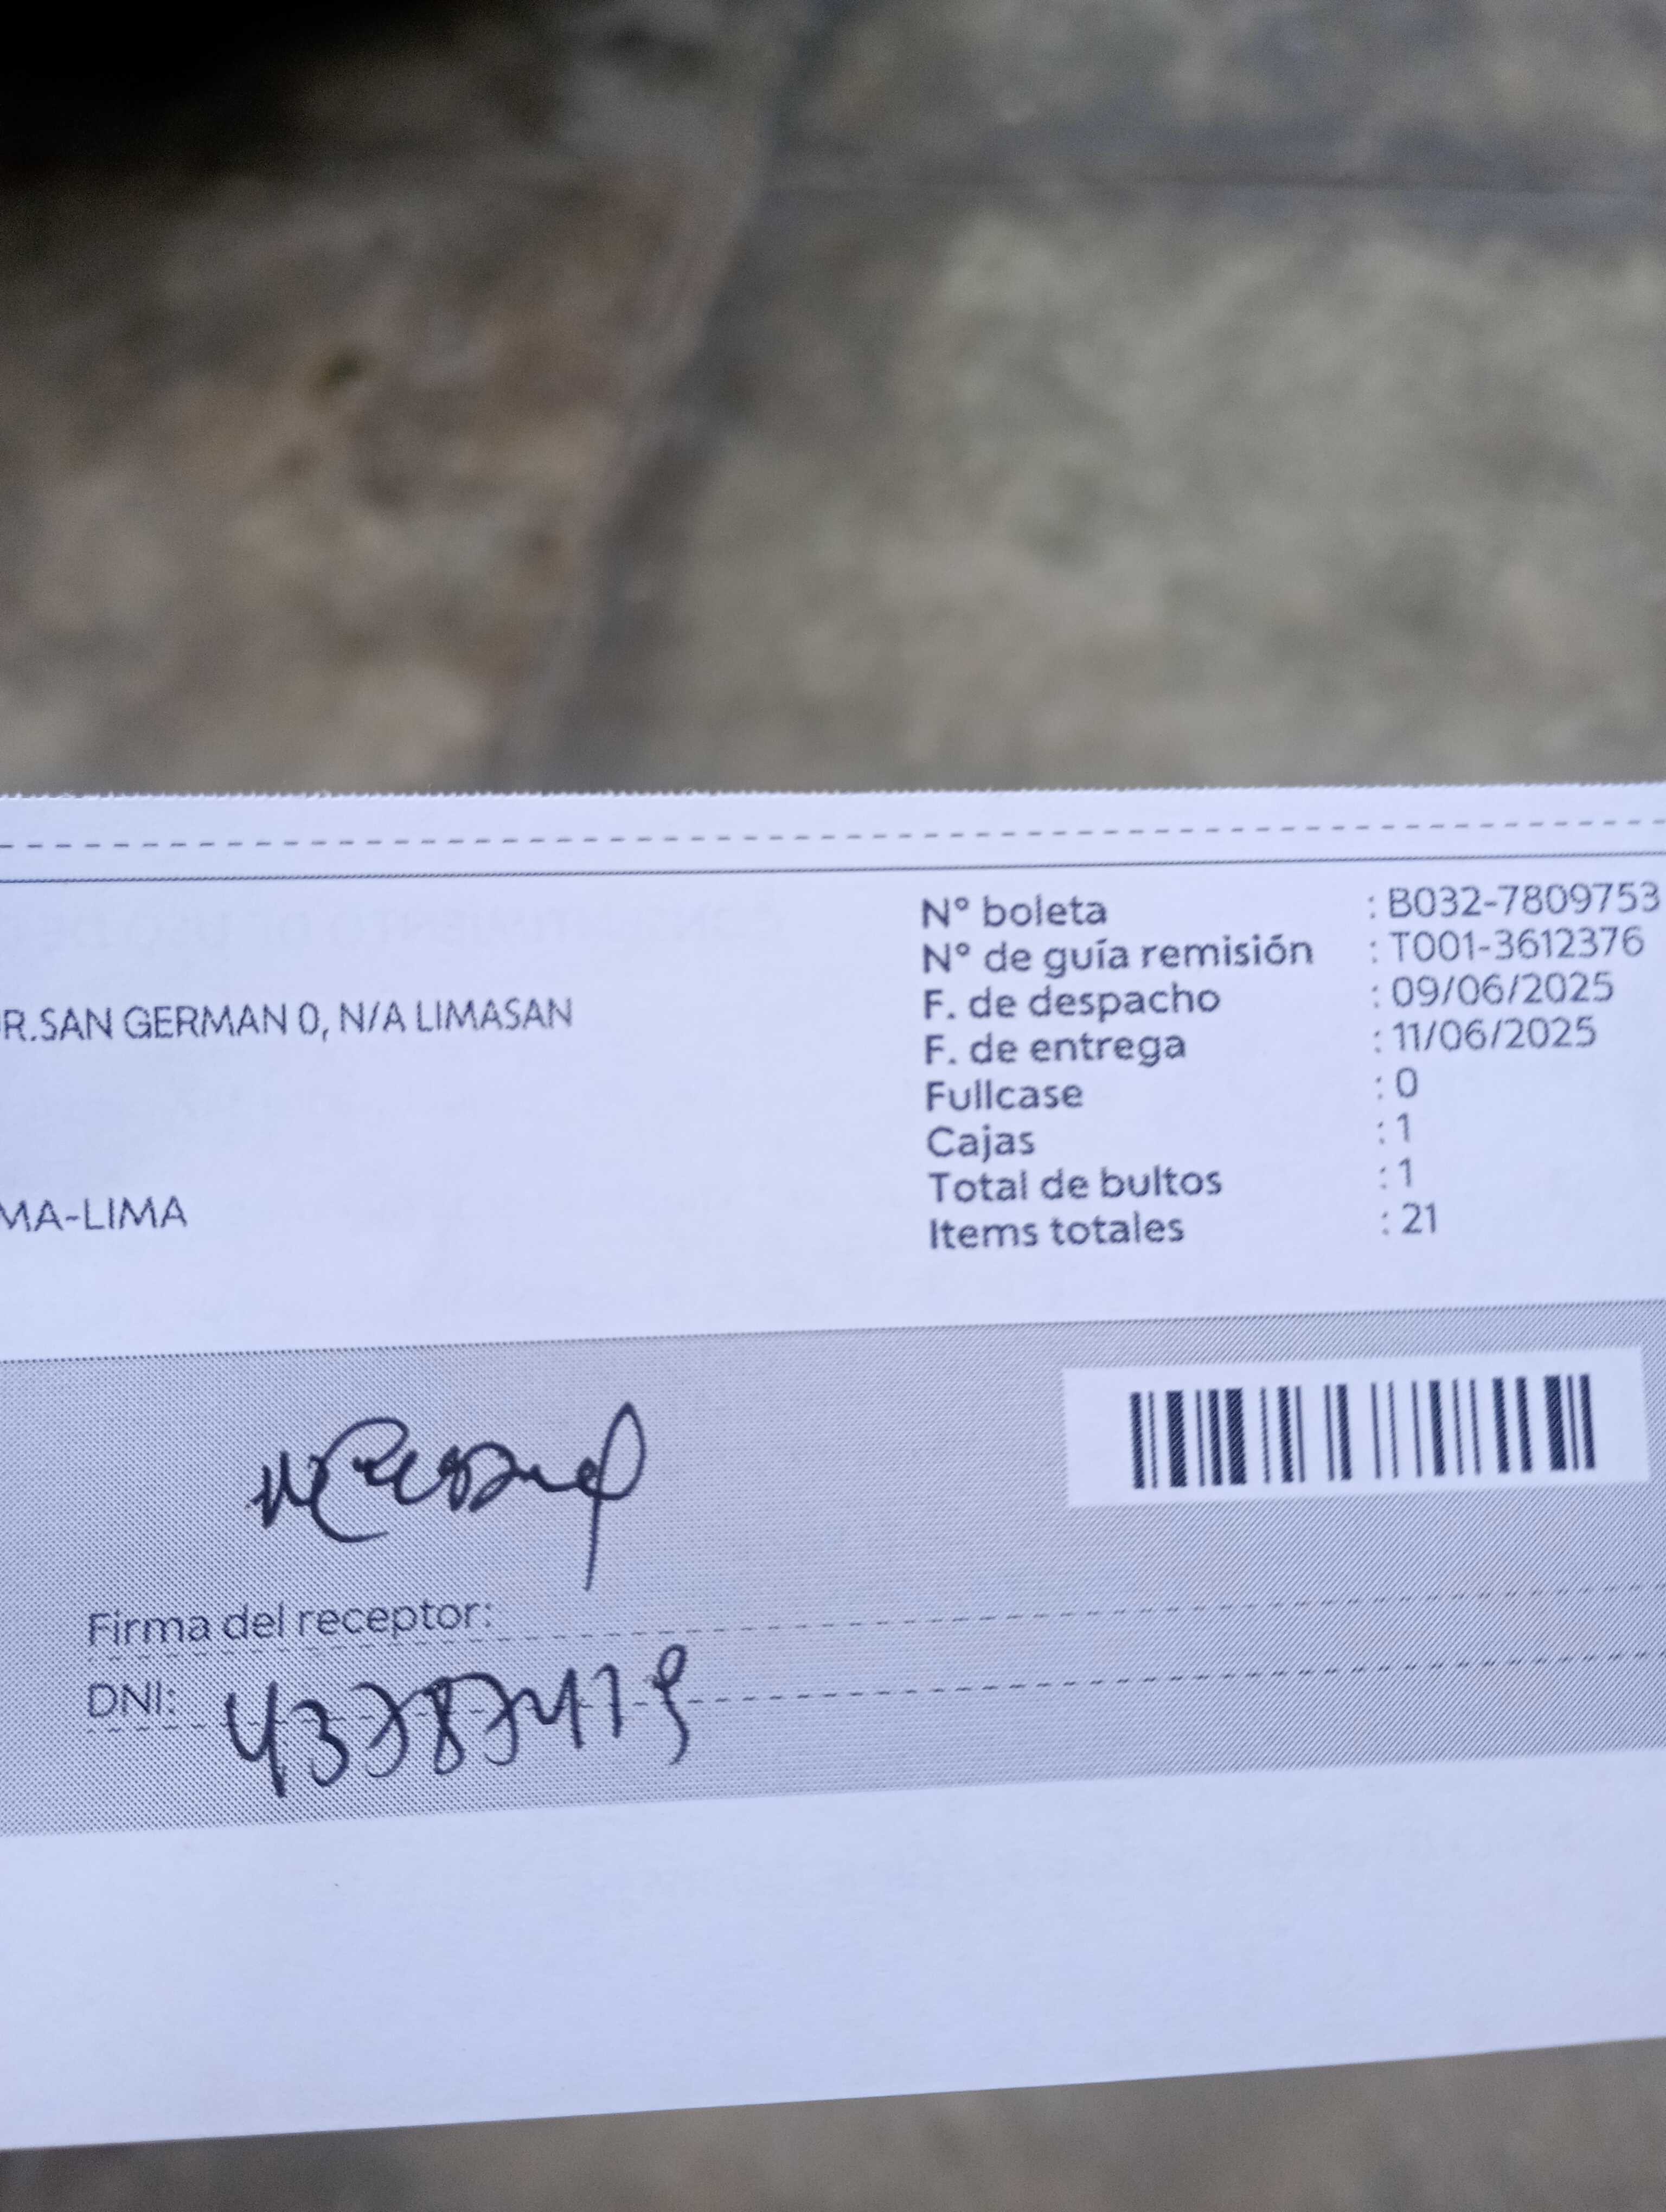 N° boleta : B032-7809753
N° de guía remisión : T001-3612376
R.SAN GERMAN 0, N/A LIMASAN
F. de despacho : 09/06/2025
F. de entrega : 11/06/2025
Fullcase : 0
Cajas : 1
MA-LIMA
Total de bultos : 1
Items totales : 21
Firma del receptor:
DNI: 43787419